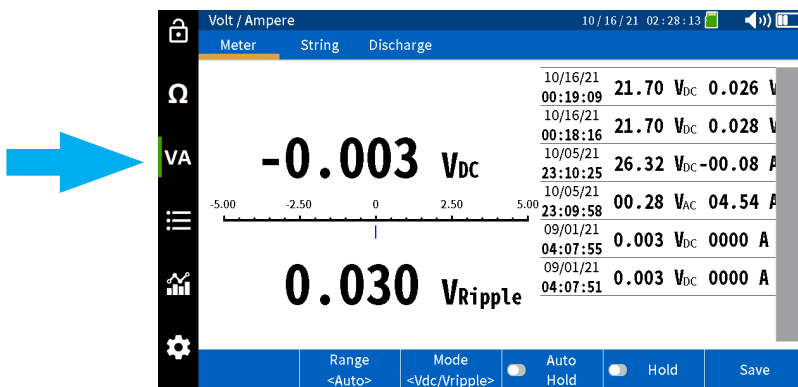 Volt / Ampere
10/16/21 02:28:13
Meter String Discharge
Ω
VA
-0.003 VDC
-5.00 -2.50 0 2.50 5.00
0.030 VRipple
10/16/21
00:19:09 21.70 VDC 0.026 V
10/16/21
00:18:16 21.70 VDC 0.028 V
10/05/21
23:10:25 26.32 VDC -00.08 A
10/05/21
23:09:58 00.28 VAC 04.54 A
09/01/21
04:07:55 0.003 VDC 0000 A
09/01/21
04:07:51 0.003 VDC 0000 A
Range
<Auto>
Mode
<Vdc/Vripple>
Auto
Hold
Hold
Save